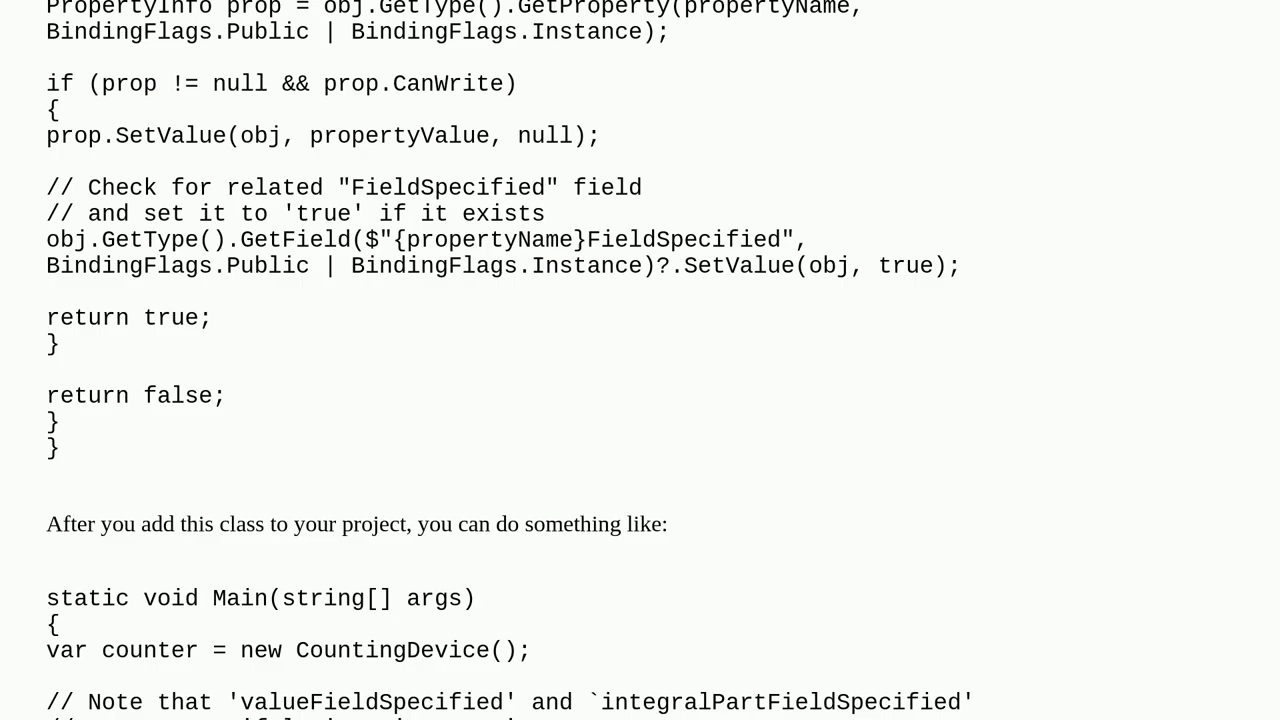 PropertyInfo prop = obj.GetType().GetProperty(propertyName,
BindingFlags.Public | BindingFlags.Instance);
if (prop != null && prop.CanWrite)
{
prop.SetValue(obj, propertyValue, null);
// Check for related "FieldSpecified" field
// and set it to 'true' if it exists
obj.GetType().GetField($"{propertyName}FieldSpecified",
BindingFlags.Public | BindingFlags.Instance)?.SetValue(obj, true);
return true;
}
return false;
}
}
After you add this class to your project, you can do something like:
static void Main(string[] args)
{
var counter = new CountingDevice();
// Note that 'valueFieldSpecified' and `integralPartFieldSpecified'